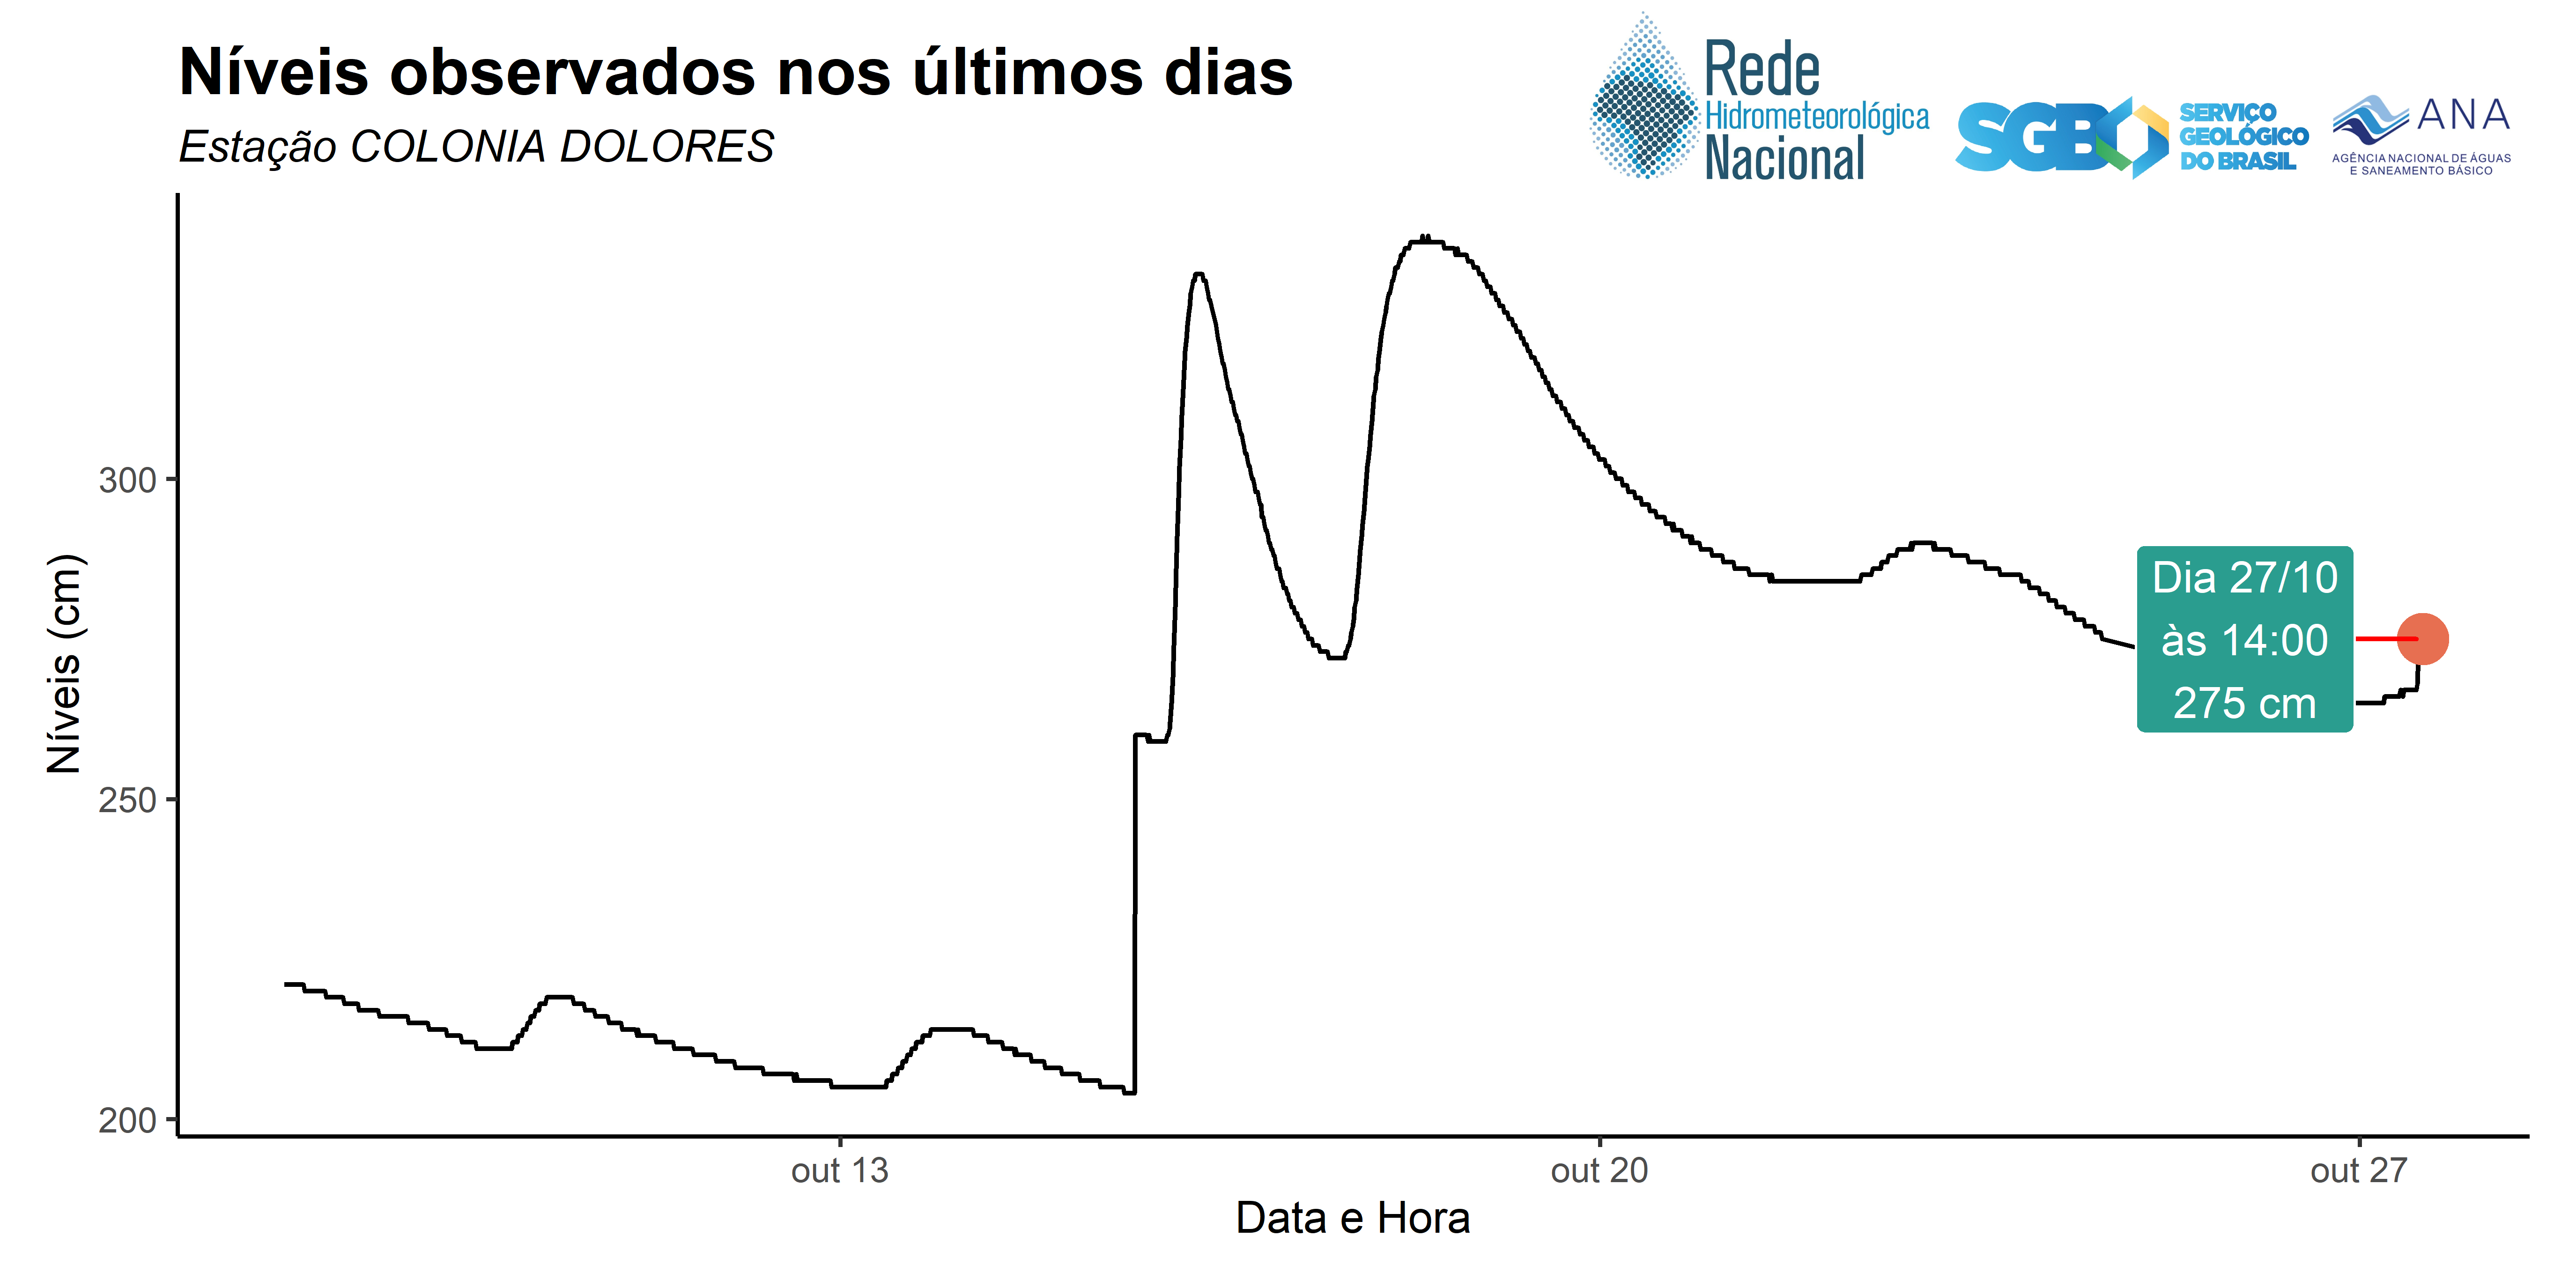 Níveis observados nos últimos dias
Estação COLONIA DOLORES
Rede
Hidrometeorológica
Nacional
SGB
SERVIÇO
GEOLÓGICO
DO BRASIL
ANA
AGÊNCIA NACIONAL DE ÁGUAS
E SANEAMENTO BÁSICO
Níveis (cm)
300
250
200
Dia 27/10
às 14:00
275 cm
out 13
out 20
out 27
Data e Hora